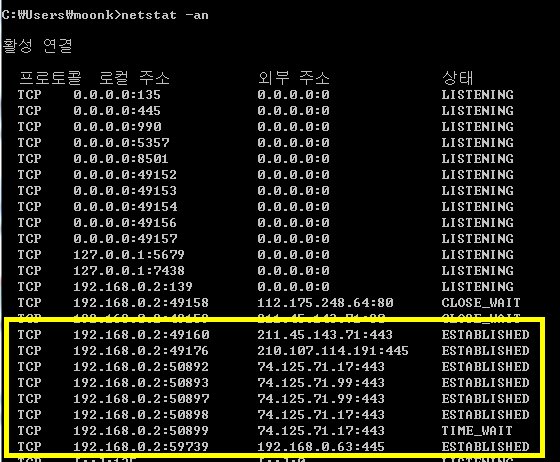 C:₩Users₩moonk>netstat -an
활성 연결
프로토콜 로컬 주소 외부 주소 상태
TCP 0.0.0.0:135 0.0.0.0:0 LISTENING
TCP 0.0.0.0:445 0.0.0.0:0 LISTENING
TCP 0.0.0.0:990 0.0.0.0:0 LISTENING
TCP 0.0.0.0:5357 0.0.0.0:0 LISTENING
TCP 0.0.0.0:8501 0.0.0.0:0 LISTENING
TCP 0.0.0.0:49152 0.0.0.0:0 LISTENING
TCP 0.0.0.0:49153 0.0.0.0:0 LISTENING
TCP 0.0.0.0:49154 0.0.0.0:0 LISTENING
TCP 0.0.0.0:49156 0.0.0.0:0 LISTENING
TCP 0.0.0.0:49157 0.0.0.0:0 LISTENING
TCP 127.0.0.1:5679 0.0.0.0:0 LISTENING
TCP 127.0.0.1:7438 0.0.0.0:0 LISTENING
TCP 192.168.0.2:139 0.0.0.0:0 LISTENING
TCP 192.168.0.2:49158 112.175.248.64:80 CLOSE_WAIT
TCP CLOSE_WAIT
TCP 192.168.0.2:49160 211.45.143.71:443 ESTABLISHED
TCP 192.168.0.2:49176 210.107.114.191:445 ESTABLISHED
TCP 192.168.0.2:50892 74.125.71.17:443 ESTABLISHED
TCP 192.168.0.2:50893 74.125.71.99:443 ESTABLISHED
TCP 192.168.0.2:50897 74.125.71.99:443 ESTABLISHED
TCP 192.168.0.2:50898 74.125.71.17:443 ESTABLISHED
TCP 192.168.0.2:50899 74.125.71.17:443 TIME_WAIT
TCP 192.168.0.2:59739 192.168.0.63:445 ESTABLISHED